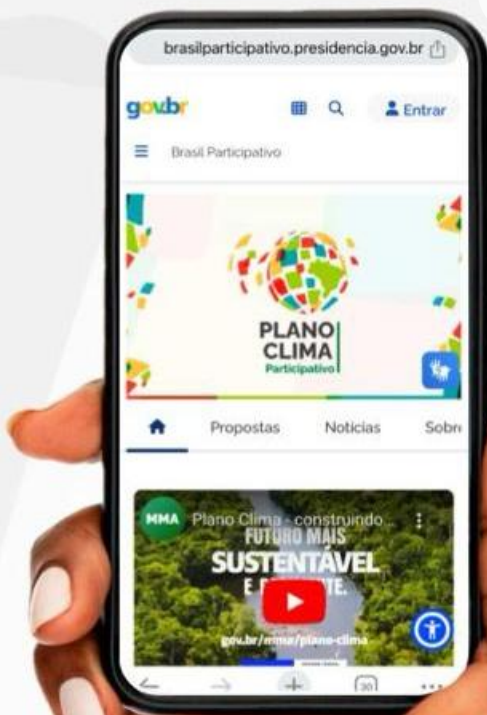 brasilparticipativo.presidencia.gov.br
gov.br
Entrar
Brasil Participativo
PLANO
CLIMA
Participativo
Propostas
Notícias
Sobre
MMA
Plano Clima - construindo...
FUTURO MAIS
SUSTENTÁVEL
gov.br/mma/plano-clima
30